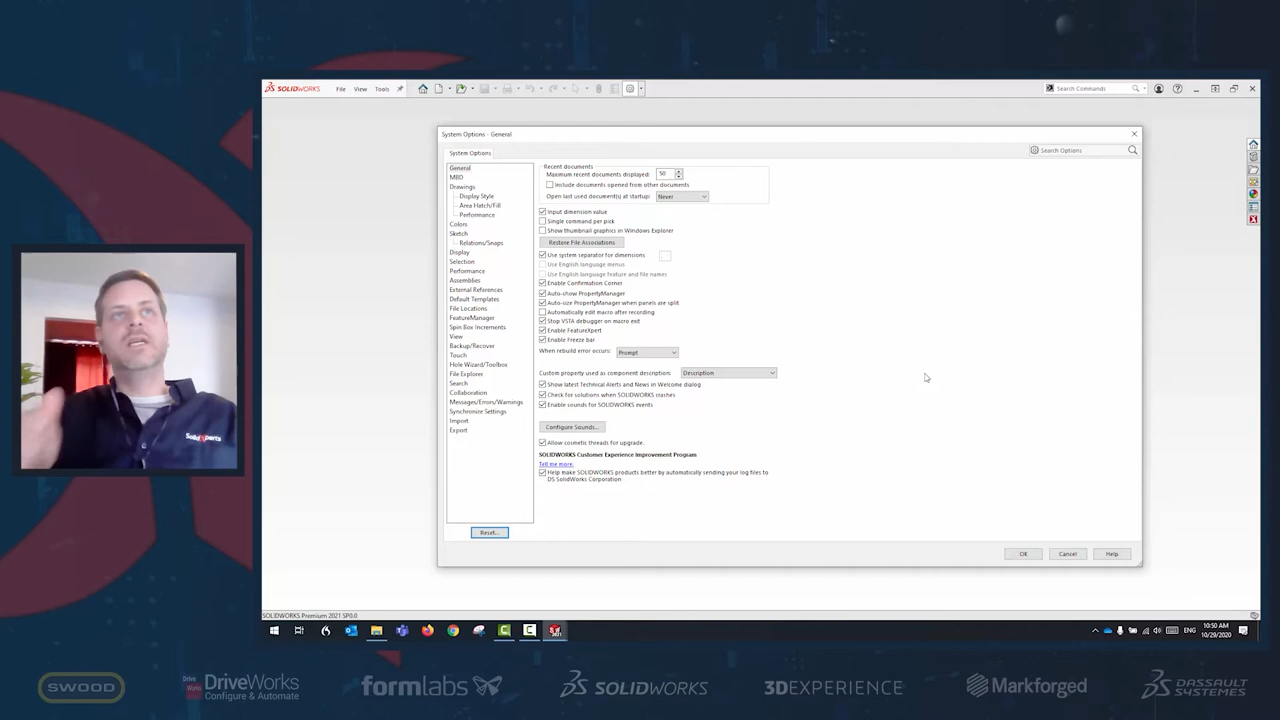 SOLIDWORKS File View Tools Search Commands
System Options - General
System Options Search Options
General
MBD
Drawings
Display Style
Area Hatch/Fill
Performance
Colors
Sketch
Relations/Snaps
Display
Selection
Performance
Assemblies
External References
Default Templates
File Locations
FeatureManager
Spin Box Increments
View
Backup/Recover
Touch
Hole Wizard/Toolbox
File Explorer
Search
Collaboration
Messages/Errors/Warnings
Synchronize Settings
Import
Export
Reset...
Recent documents
Maximum recent documents displayed: 50
Include documents opened from other documents
Open last used document(s) at startup: Never
Input dimension value
Single command per pick
Show thumbnail graphics in Windows Explorer
Restore File Associations
Use system separator for dimensions
Use English language menus
Use English language feature and file names
Enable Confirmation Corner
Auto-show PropertyManager
Auto-size PropertyManager when panels are split
Automatically edit macro after recording
Stop VSTA debugger on macro exit
Enable FeatureXpert
Enable Freeze bar
When rebuild error occurs: Prompt
Custom property used as component description: Description
Show latest Technical Alerts and News in Welcome dialog
Check for solutions when SOLIDWORKS crashes
Enable sounds for SOLIDWORKS events
Configure Sounds...
Allow cosmetic threads for upgrade.
SOLIDWORKS Customer Experience Improvement Program
Tell me more.
Help make SOLIDWORKS products better by automatically sending your log files to
DS SolidWorks Corporation
OK Cancel Help
SolidXperts
SOLIDWORKS Premium 2021 SP0.0
2021
ENG
10:50 AM
10/29/2020
SWOOD
Drive Works
DriveWorks
Configure & Automate
formlabs
SOLIDWORKS
3DEXPERIENCE
Markforged
DASSAULT
SYSTEMES